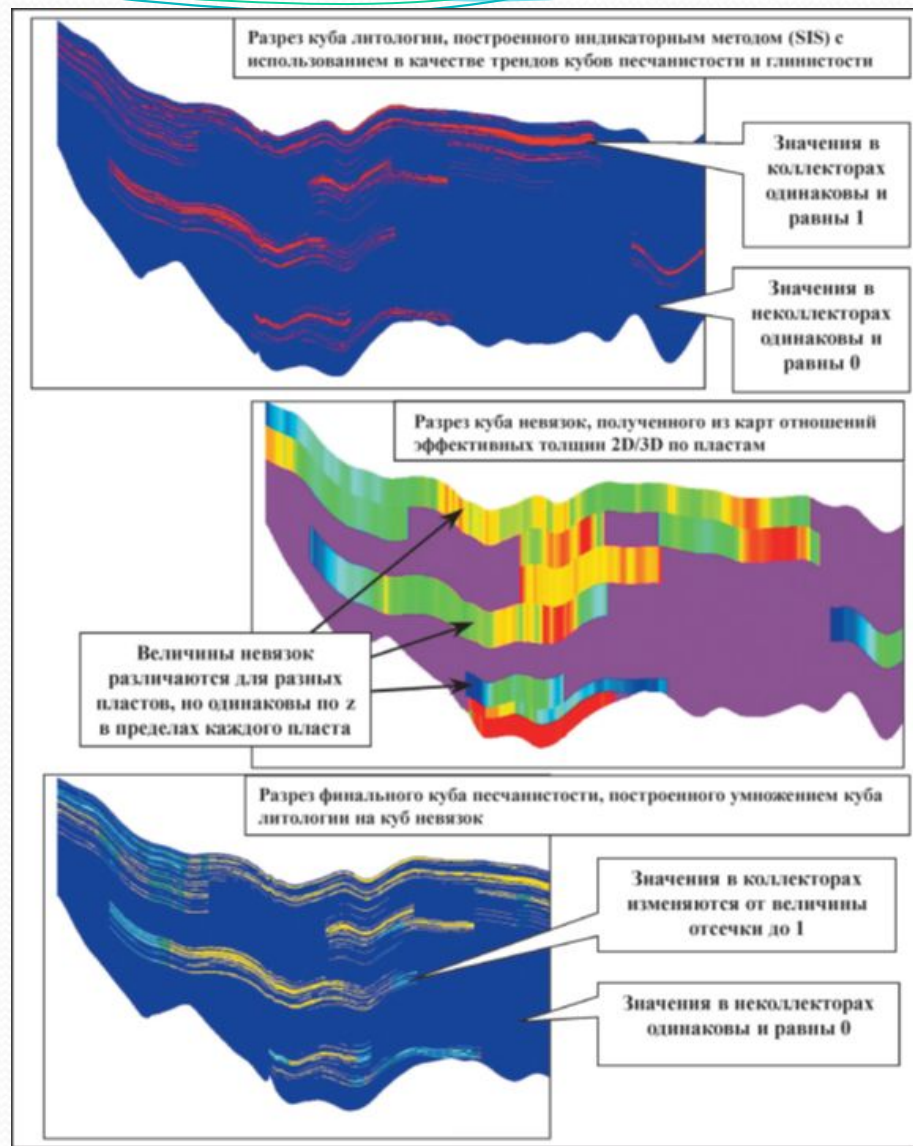 Разрез куба литологии, построенного индикаторным методом (SIS) с
использованием в качестве трендов кубов песчанистости и глинистости
Значения в
коллекторах
одинаковы и
равны 1
Значения в
неколлекторах
одинаковы и
равны 0
Разрез куба невязок, полученного из карт отношений
эффективных толщин 2D/3D по пластам
Величины невязок
различаются для разных
пластов, но одинаковы по z
в пределах каждого пласта
Разрез финального куба песчанистости, построенного умножением куба
литологии на куб невязок
Значения в коллекторах
изменяются от величины
отсечки до 1
Значения в неколлекторах
одинаковы и равны 0